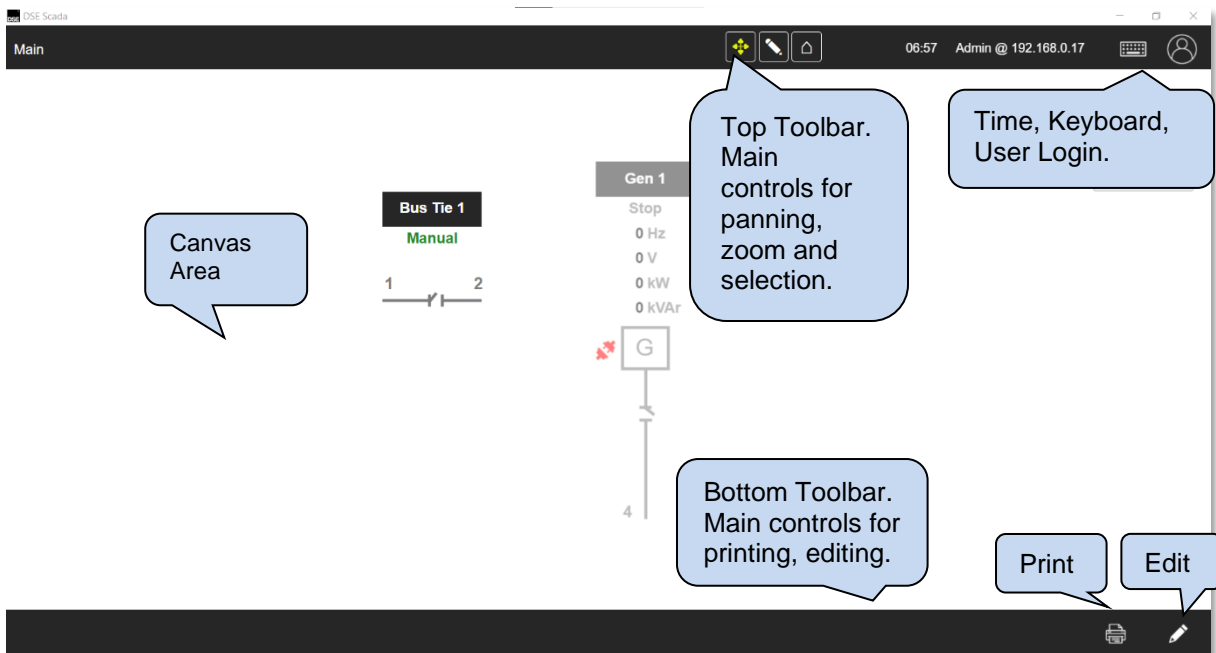 DSE Scada
Main
06:57 Admin @ 192.168.0.17
Top Toolbar.
Main
controls for
panning,
zoom and
selection.
Time, Keyboard,
User Login.
Canvas
Area
Bus Tie 1
Manual
1 2
Gen 1
Stop
0 Hz
0 V
0 kW
0 kVAr
G
4
Bottom Toolbar.
Main controls for
printing, editing.
Print
Edit